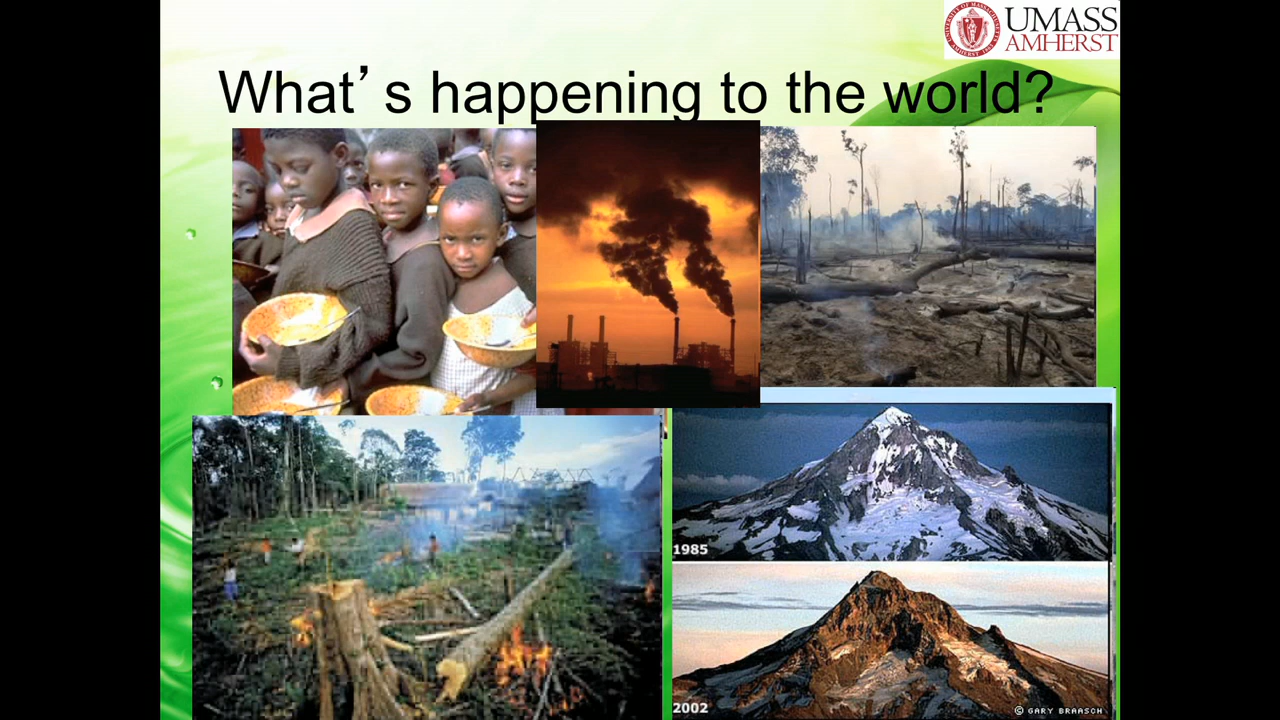 UMASS
AMHERST
What’s happening to the world?
1985
2002
© GARY BRAASCH